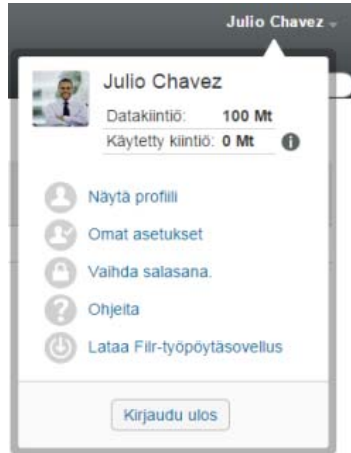 Julio Chavez
Julio Chavez
Datakiintiö: 100 Mt
Käytetty kiintiö: 0 Mt
Näytä profiili
Omat asetukset
Vaihda salasana.
Ohjeita
Lataa Filr-työpöytäsovellus
Kirjaudu ulos